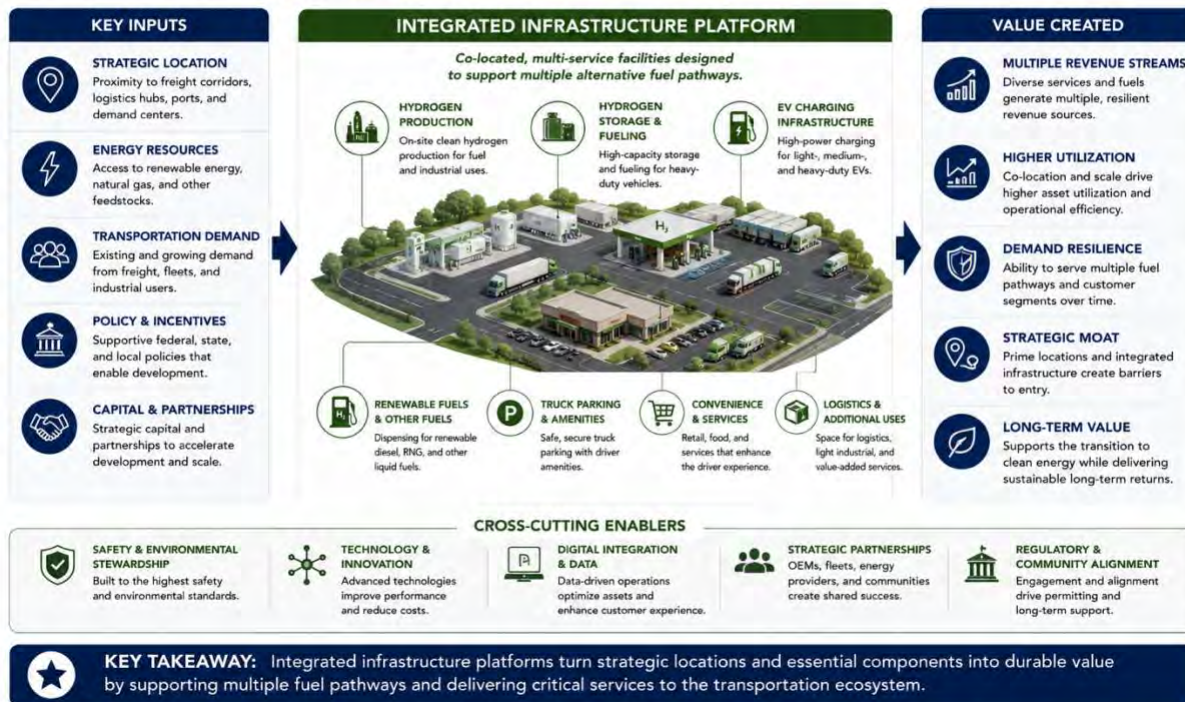 KEY INPUTS
STRATEGIC LOCATION
Proximity to freight corridors,
logistics hubs, ports, and
demand centers.
ENERGY RESOURCES
Access to renewable energy,
natural gas, and other
feedstocks.
TRANSPORTATION DEMAND
Existing and growing demand
from freight, fleets, and
industrial users.
POLICY & INCENTIVES
Supportive federal, state,
and local policies that
enable development.
CAPITAL & PARTNERSHIPS
Strategic capital and
partnerships to accelerate
development and scale.
INTEGRATED INFRASTRUCTURE PLATFORM
Co-located, multi-service facilities designed
to support multiple alternative fuel pathways.
HYDROGEN
PRODUCTION
On-site clean hydrogen
production for fuel
and industrial uses.
HYDROGEN
STORAGE &
FUELING
High-capacity storage
and fueling for heavy-
duty vehicles.
EV CHARGING
INFRASTRUCTURE
High-power charging
for light-, medium-,
and heavy-duty EVs.
H₂
H₂
RENEWABLE FUELS
& OTHER FUELS
Dispensing for renewable
diesel, RNG, and other
liquid fuels.
P
TRUCK PARKING
& AMENITIES
Safe, secure truck
parking with driver
amenities.
CONVENIENCE
& SERVICES
Retail, food, and
services that enhance
the driver experience.
LOGISTICS &
ADDITIONAL USES
Space for logistics,
light industrial, and
value-added services.
VALUE CREATED
MULTIPLE REVENUE STREAMS
Diverse services and fuels
generate multiple, resilient
revenue sources.
HIGHER UTILIZATION
Co-location and scale drive
higher asset utilization and
operational efficiency.
DEMAND RESILIENCE
Ability to serve multiple fuel
pathways and customer
segments over time.
STRATEGIC MOAT
Prime locations and integrated
infrastructure create barriers
to entry.
LONG-TERM VALUE
Supports the transition to
clean energy while delivering
sustainable long-term returns.
CROSS-CUTTING ENABLERS
SAFETY & ENVIRONMENTAL
STEWARDSHIP
Built to the highest safety
and environmental standards.
TECHNOLOGY &
INNOVATION
Advanced technologies
improve performance
and reduce costs.
DIGITAL INTEGRATION
& DATA
Data-driven operations
optimize assets and
enhance customer experience.
STRATEGIC PARTNERSHIPS
OEMs, fleets, energy
providers, and communities
create shared success.
REGULATORY &
COMMUNITY ALIGNMENT
Engagement and alignment
drive permitting and
long-term support.
KEY TAKEAWAY: Integrated infrastructure platforms turn strategic locations and essential components into durable value
by supporting multiple fuel pathways and delivering critical services to the transportation ecosystem.